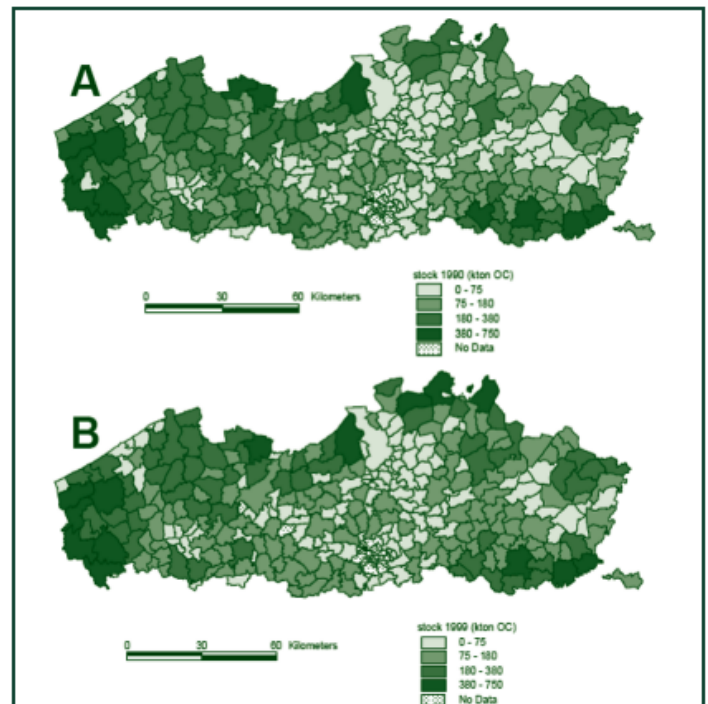 A
stock 1990 (kton OC)
0 - 75
0 30 60 Kilometers
75 - 180
180 - 380
380 - 750
No Data
B
stock 1999 (kton OC)
0 - 75
0 30 60 Kilometers
75 - 180
180 - 380
380 - 750
No Data